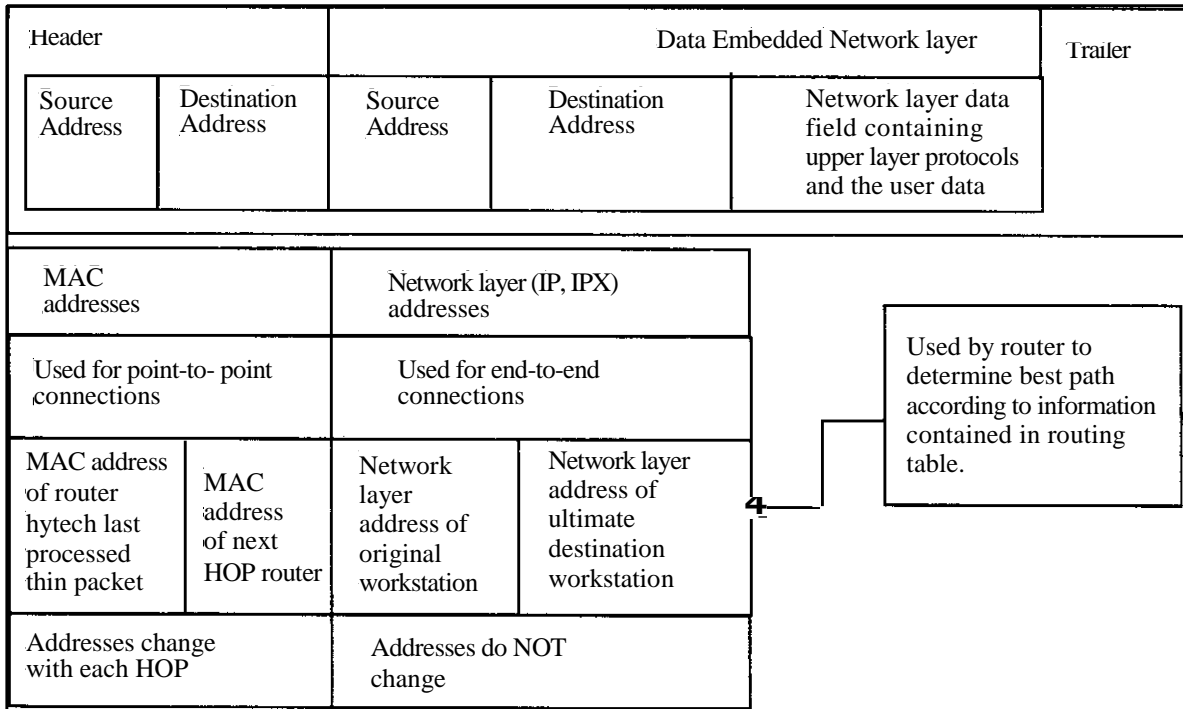 Header
Data Embedded Network layer
Trailer
Source
Address
Destination
Address
Source
Address
Destination
Address
Network layer data
field containing
upper layer protocols
and the user data
MAC
addresses
Network layer (IP, IPX)
addresses
Used for point-to- point
connections
Used for end-to-end
connections
MAC address
of router
hytech last
processed
thin packet
MAC
address
of next
HOP router
Network
layer
address of
original
workstation
Network layer
address of
ultimate
destination
workstation
4
Used by router to
determine best path
according to information
contained in routing
table.
Addresses change
with each HOP
Addresses do NOT
change